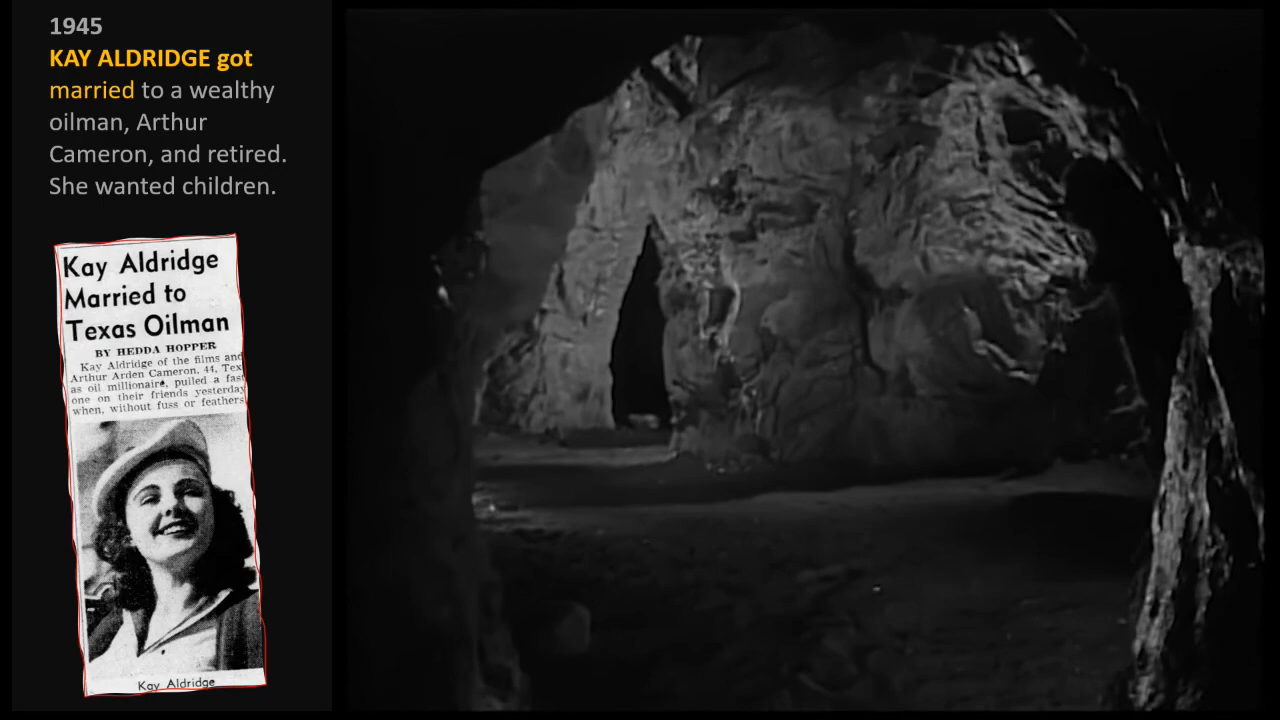 1945
KAY ALDRIDGE got
married to a wealthy
oilman, Arthur
Cameron, and retired.
She wanted children.
Kay Aldridge
Married to
Texas Oilman
BY HEDDA HOPPER
Kay Aldridge of the films and
Arthur Arden Cameron, 44, Tex
as oil millionaire, pulled a fast
one on their friends yesterday
when, without fuss or feathers
Kay Aldridge